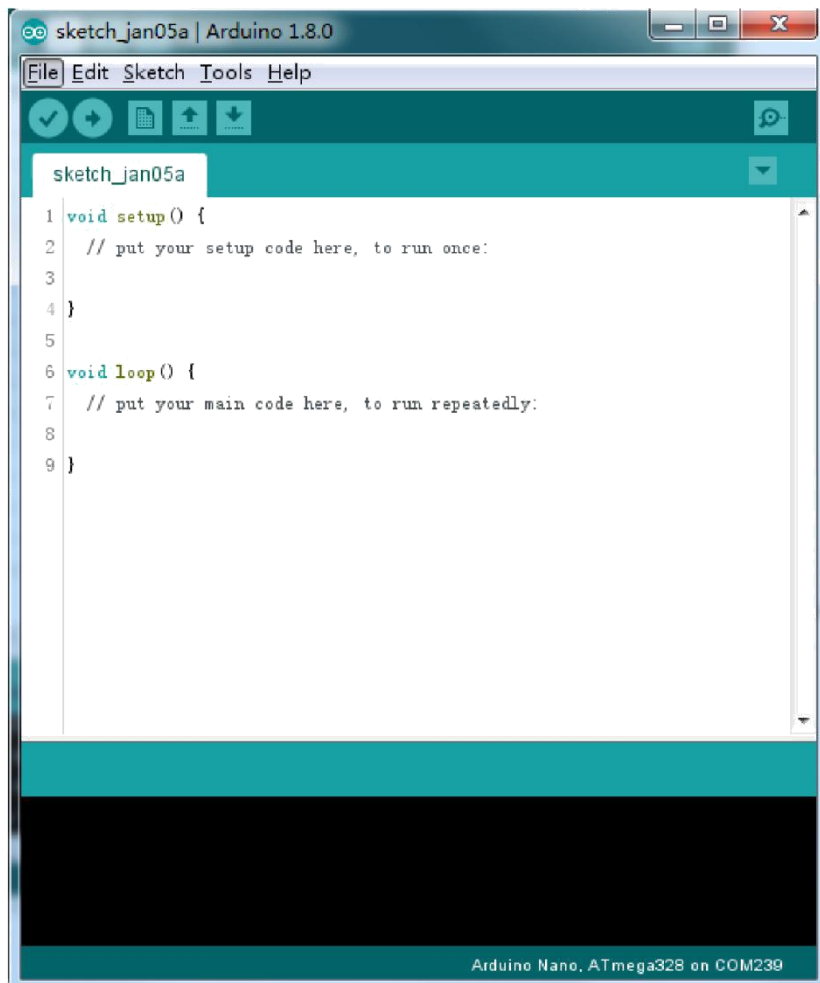 sketch_jan05a | Arduino 1.8.0
File Edit Sketch Tools Help
sketch_jan05a
1 void setup() {
2   // put your setup code here, to run once:
3
4 }
5
6 void loop() {
7   // put your main code here, to run repeatedly:
8
9 }
Arduino Nano, ATmega328 on COM239